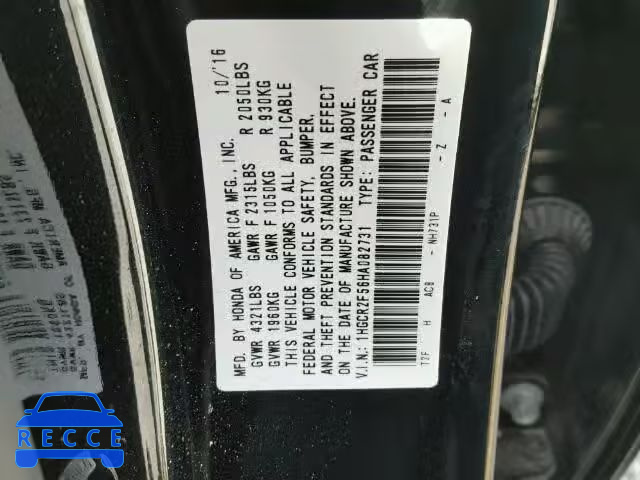 MFD. BY HONDA OF AMERICA MFG., INC. 10/'16
GVWR 4321LBS GAWR F 2315LBS R 2050LBS
GVWR 1960KG GAWR F 1050KG R 930KG
THIS VEHICLE CONFORMS TO ALL APPLICABLE
FEDERAL MOTOR VEHICLE SAFETY, BUMPER,
AND THEFT PREVENTION STANDARDS IN EFFECT
ON THE DATE OF MANUFACTURE SHOWN ABOVE.
V.I.N.: 1HGCR2F56HA082731 TYPE: PASSENGER CAR
T2F H AC8 - NH731P - Z - A
RECCE